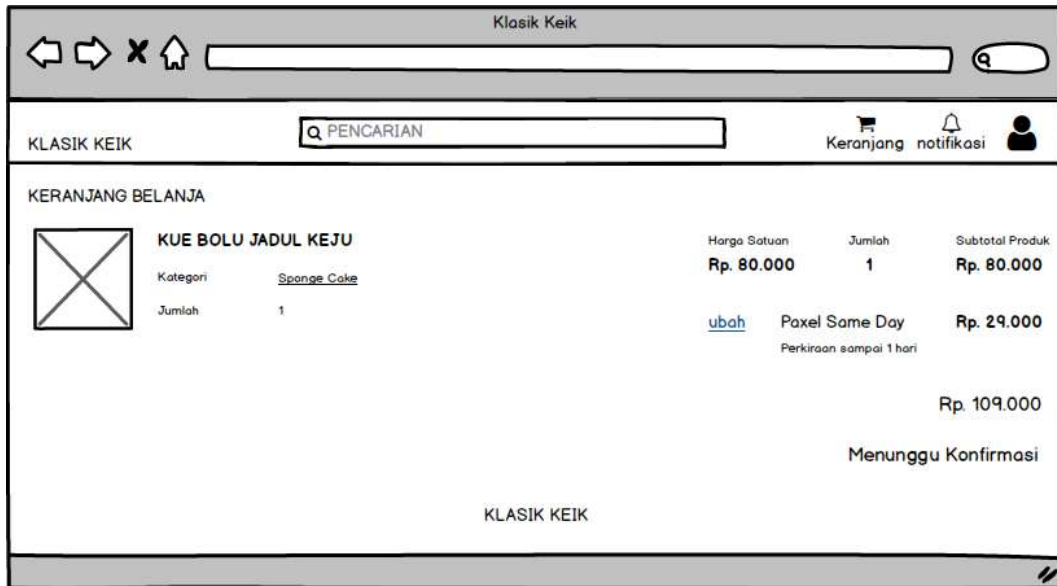 Klasik Keik
KLASIK KEIK
PENCARIAN
Keranjang notifikasi
KERANJANG BELANJA
KUE BOLU JADUL KEJU
Kategori Sponge Cake
Jumlah 1
Harga Satuan Jumlah Subtotal Produk
Rp. 80.000 1 Rp. 80.000
ubah Paxel Same Day Rp. 29.000
Perkiraan sampai 1 hari
Rp. 109.000
Menunggu Konfirmasi
KLASIK KEIK